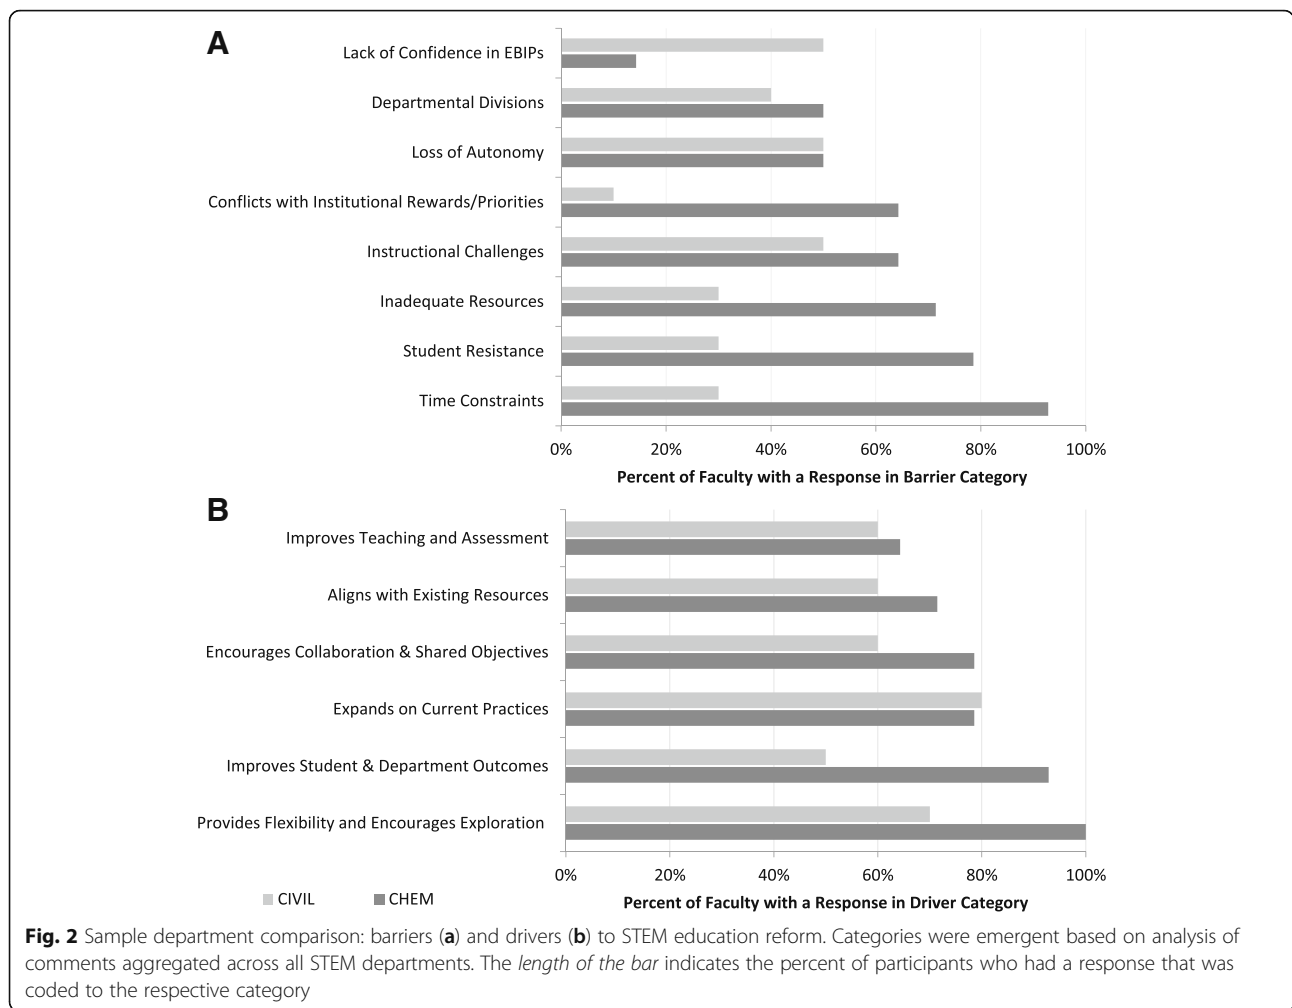 A
Lack of Confidence in EBIPs
Departmental Divisions
Loss of Autonomy
Conflicts with Institutional Rewards/Priorities
Instructional Challenges
Inadequate Resources
Student Resistance
Time Constraints
0% 20% 40% 60% 80% 100%
Percent of Faculty with a Response in Barrier Category
B
Improves Teaching and Assessment
Aligns with Existing Resources
Encourages Collaboration & Shared Objectives
Expands on Current Practices
Improves Student & Department Outcomes
Provides Flexibility and Encourages Exploration
0% 20% 40% 60% 80% 100%
CIVIL CHEM
Percent of Faculty with a Response in Driver Category
Fig. 2 Sample department comparison: barriers (a) and drivers (b) to STEM education reform. Categories were emergent based on analysis of
comments aggregated across all STEM departments. The length of the bar indicates the percent of participants who had a response that was
coded to the respective category